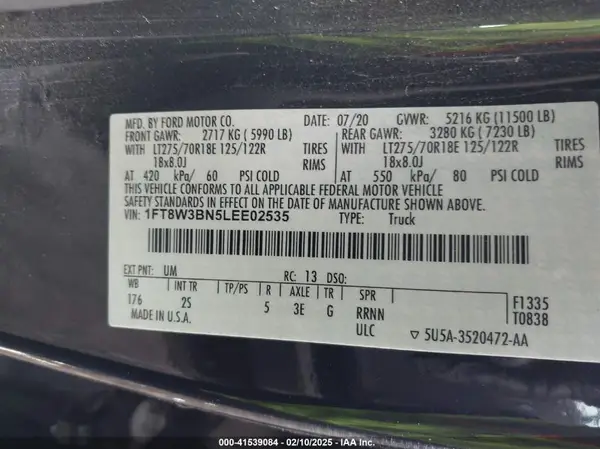 MFD. BY FORD MOTOR CO. DATE: 07/20 GVWR: 5216 KG (11500 LB)
FRONT GAWR: 2717 KG ( 5990 LB) REAR GAWR: 3280 KG ( 7230 LB)
WITH LT275/70R18E 125/122R TIRES WITH LT275/70R18E 125/122R TIRES
18x8.0J RIMS 18x8.0J RIMS
AT 420 kPa/ 60 PSI COLD AT 550 kPa/ 80 PSI COLD
THIS VEHICLE CONFORMS TO ALL APPLICABLE FEDERAL MOTOR VEHICLE
SAFETY STANDARDS IN EFFECT ON THE DATE OF MANUFACTURE SHOWN ABOVE.
VIN: 1FT8W3BN5LEE02535 TYPE: Truck
EXT PNT: UM RC: 13 DSO:
WB INT TR TP/PS R AXLE TR SPR F1335
176 25 5 3E G RRNN T0838
MADE IN U.S.A. ULC ▽ 5U5A-3520472-AA
000-41539084 - 02/10/2025 - IAA Inc.